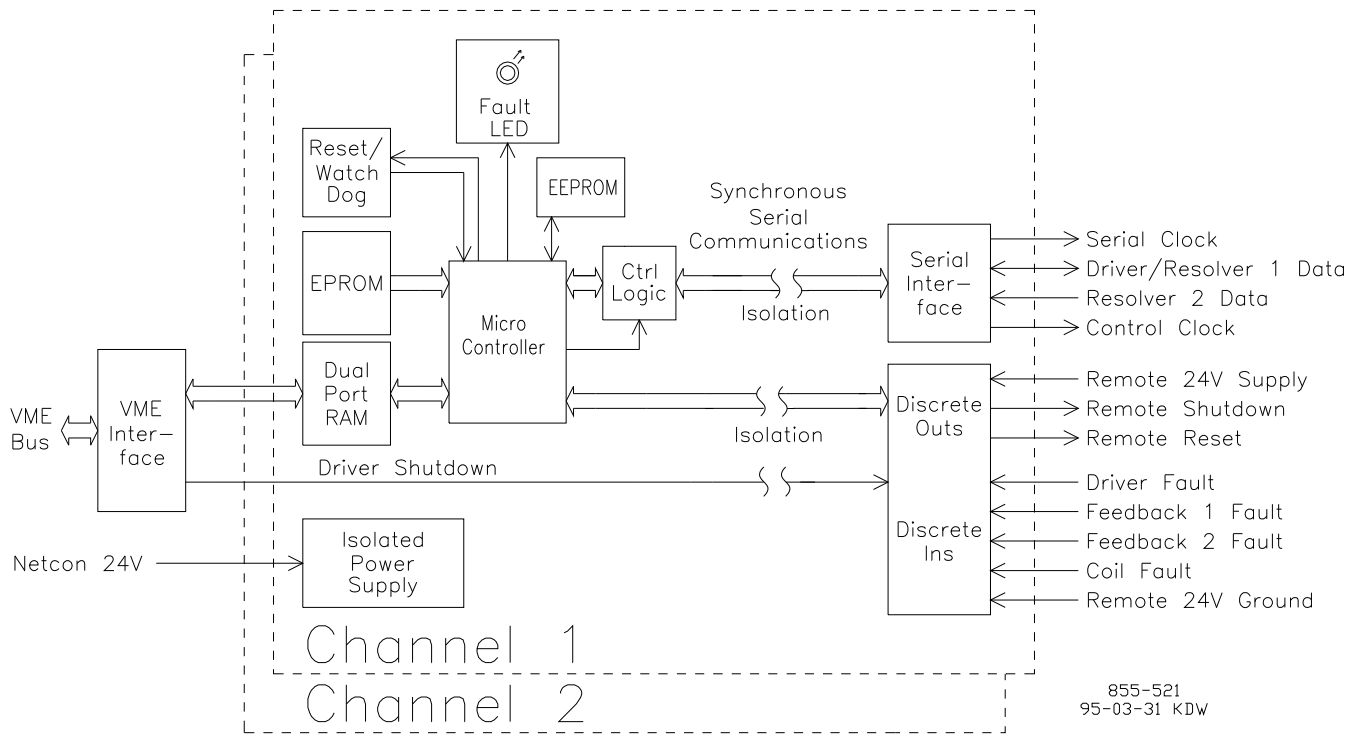 Fault
LED
Reset/
Watch
Dog
EEPROM
EPROM
Micro
Controller
Ctrl
Logic
Synchronous
Serial
Communications
Isolation
Serial
Inter-
face
Serial Clock
Driver/Resolver 1 Data
Resolver 2 Data
Control Clock
VME
Bus
VME
Inter-
face
Dual
Port
RAM
Isolation
Driver Shutdown
Discrete
Outs
Discrete
Ins
Remote 24V Supply
Remote Shutdown
Remote Reset
Driver Fault
Feedback 1 Fault
Feedback 2 Fault
Coil Fault
Remote 24V Ground
Netcon 24V
Isolated
Power
Supply
Channel 1
Channel 2
855-521
95-03-31 KDW